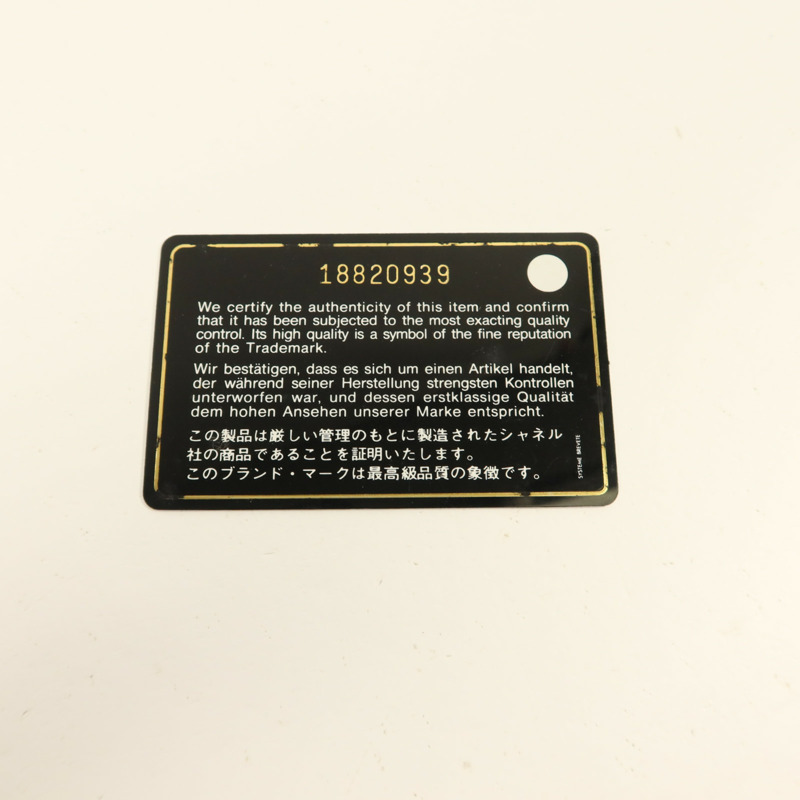 18820939
We certify the authenticity of this item and confirm
that it has been subjected to the most exacting quality
control. Its high quality is a symbol of the fine reputation
of the Trademark.
Wir bestätigen, dass es sich um einen Artikel handelt,
der während seiner Herstellung strengsten Kontrollen
unterworfen war, und dessen erstklassige Qualität
dem hohen Ansehen unserer Marke entspricht.
この製品は厳しい管理のもとに製造されたシャネル
社の商品であることを証明いたします。
このブランド・マークは最高級品質の象徴です。
SYSTEME BREVETE